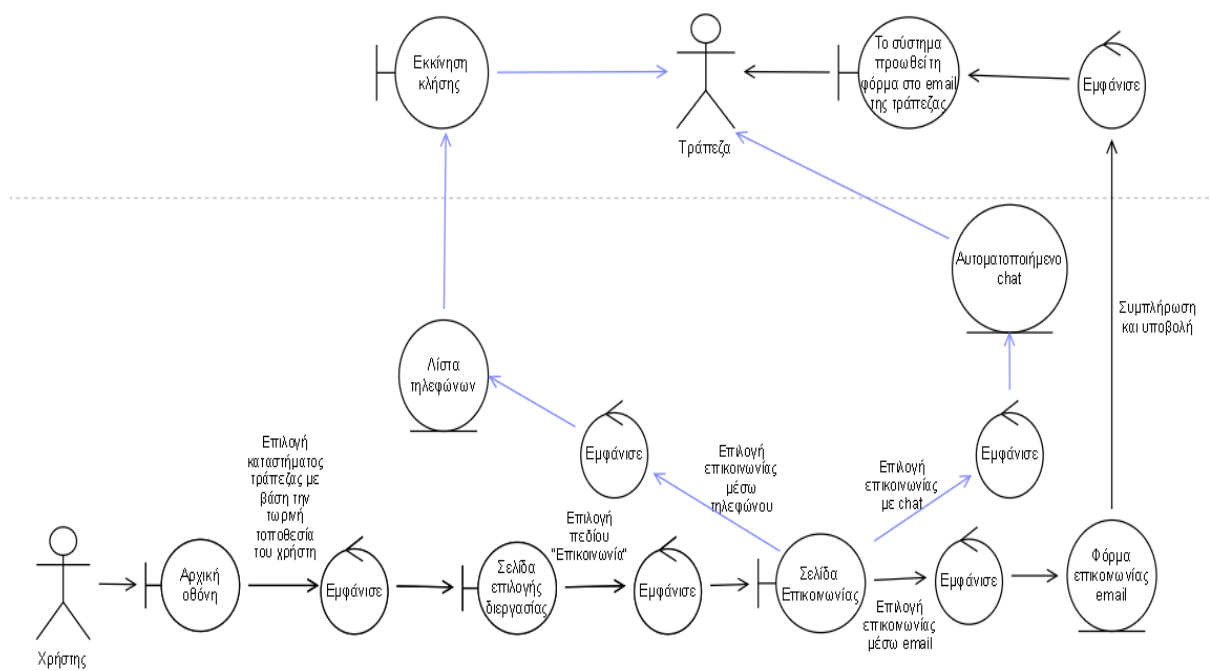 Εκκίνηση
κλήσης
Τράπεζα
Το σύστημα
προωθεί τη
φόρμα στο email
της τράπεζας
Εμφάνισε
Αυτοματοποιήμενο
chat
Συμπλήρωση
και υποβολή
Λίστα
τηλεφώνων
Εμφάνισε
Επιλογή
επικοινωνίας
μέσω
τηλεφώνου
Επιλογή
επικοινωνίας
με chat
Εμφάνισε
Χρήστης
Αρχική
οθόνη
Επιλογή
καταστήματος
τράπεζας με
βάση την
τωρινή
τοποθεσία
του χρήστη
Εμφάνισε
Σελίδα
επιλογής
διεργασίας
Επιλογή
πεδίου
"Επικοινωνία"
Εμφάνισε
Σελίδα
Επικοινωνίας
Επιλογή
επικοινωνίας
μέσω email
Εμφάνισε
Φόρμα
επικοινωνίας
email